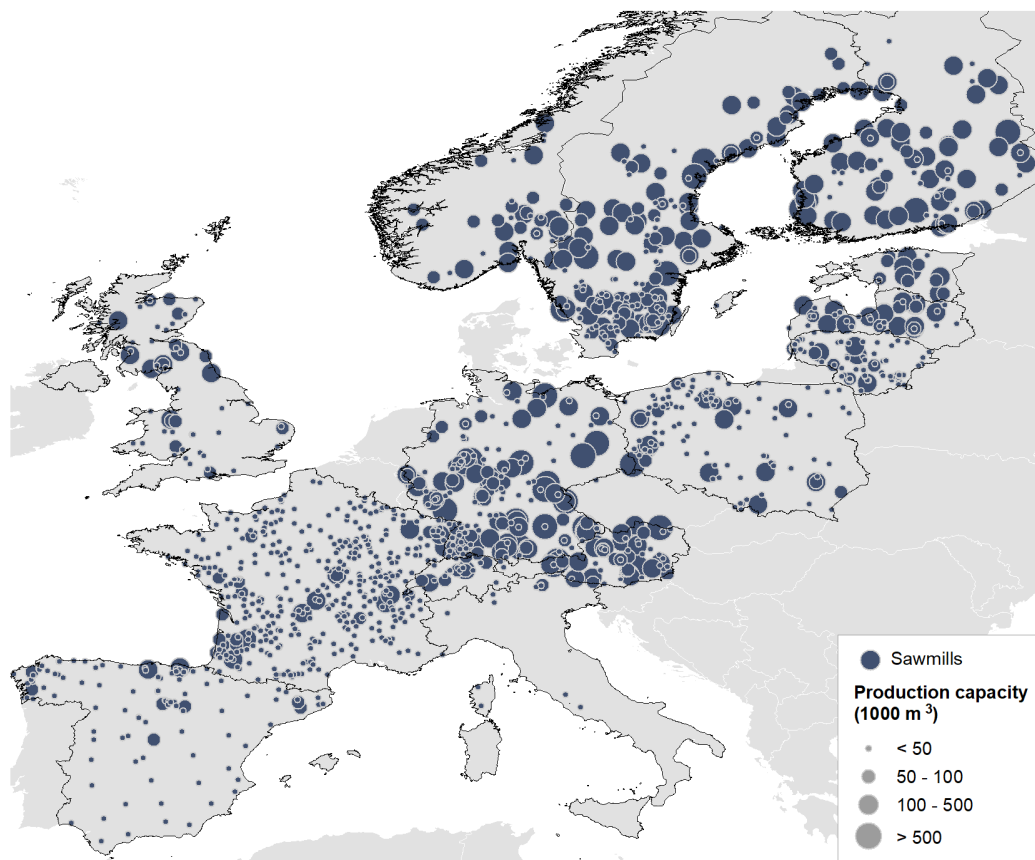 Sawmills
Production capacity
(1000 m ³)
< 50
50 - 100
100 - 500
> 500